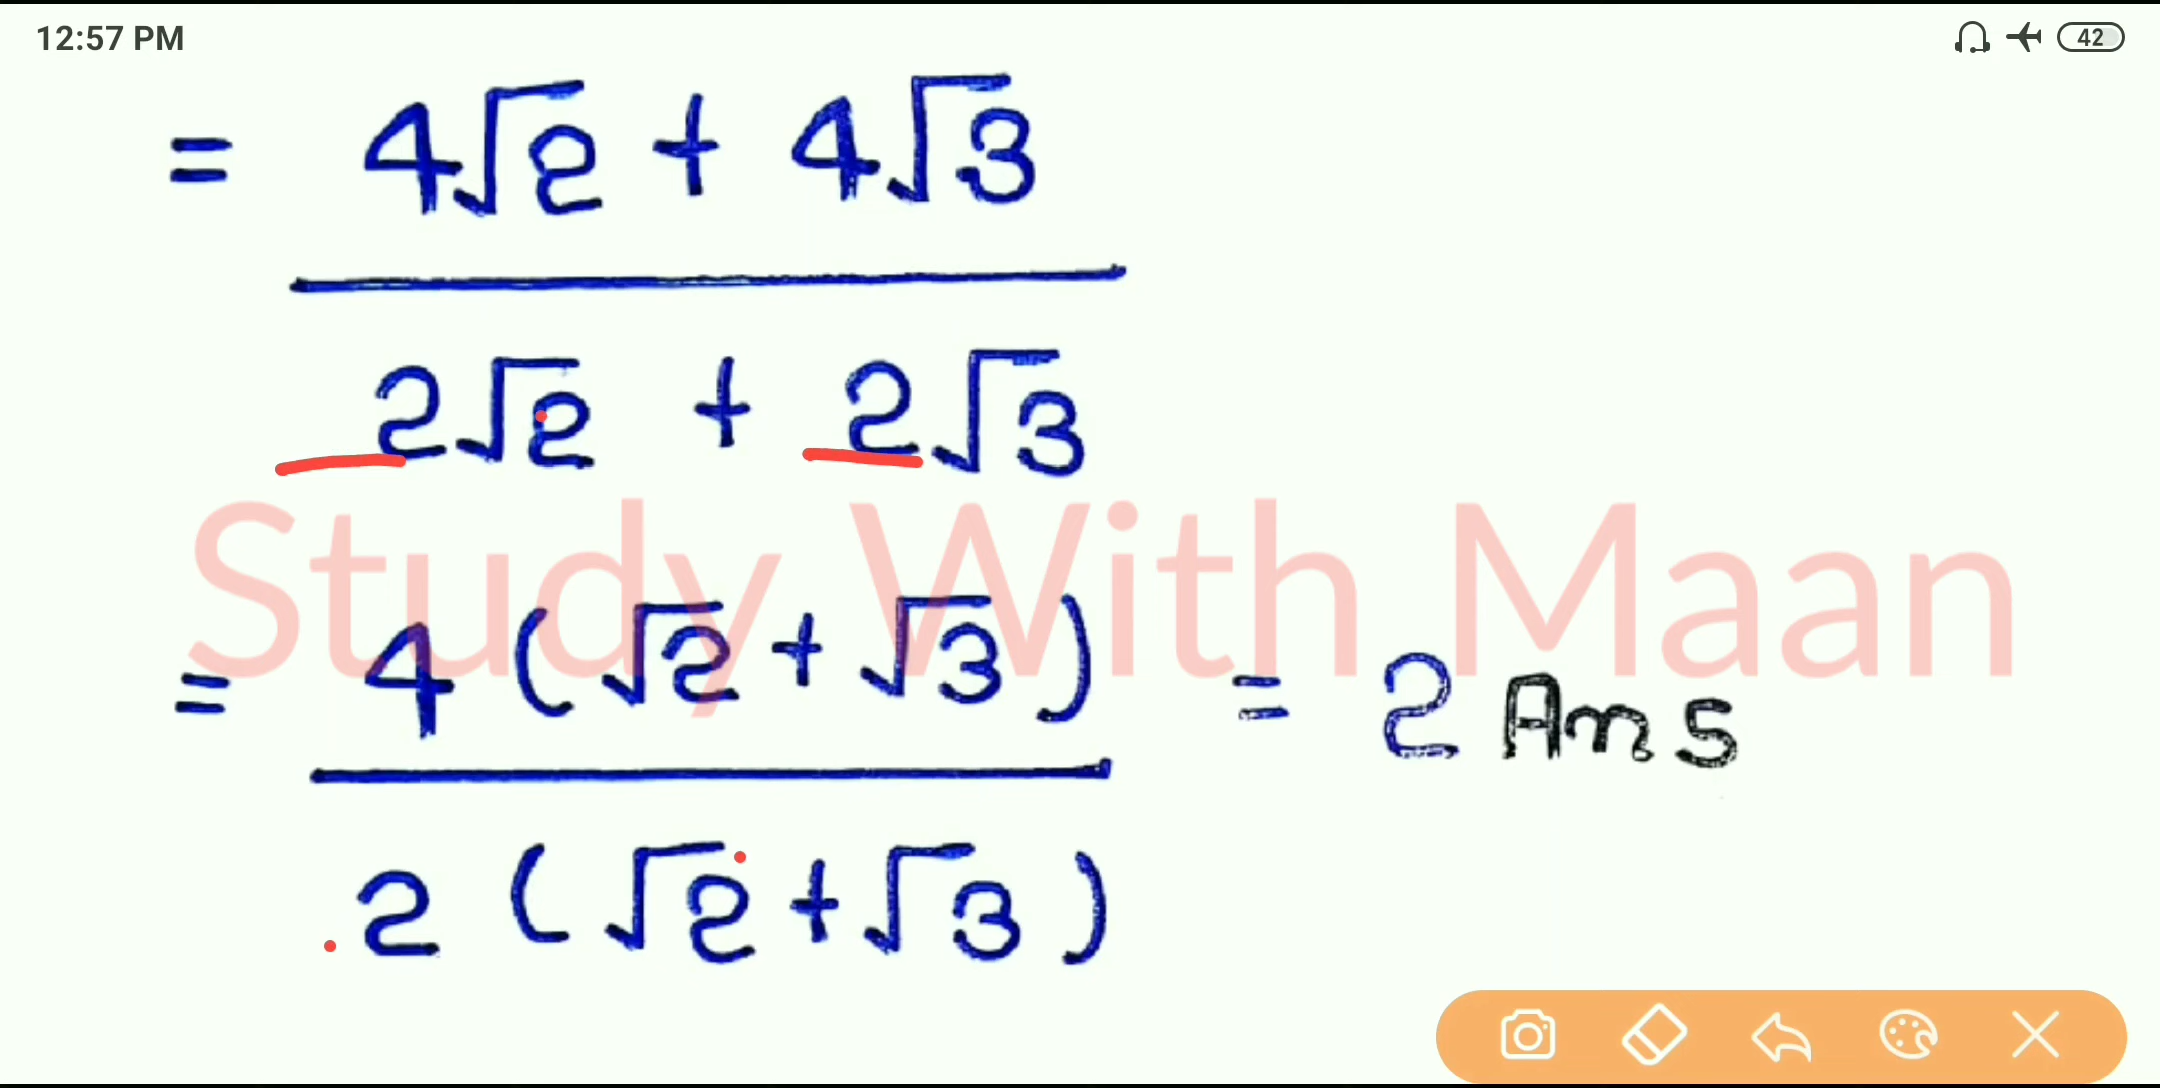 12:57 PM 42
= 4√2 + 4√3
2√2 + 2√3
Study With Maan
= 4 (√2 + √3) = 2 Ans
2 (√2 + √3)